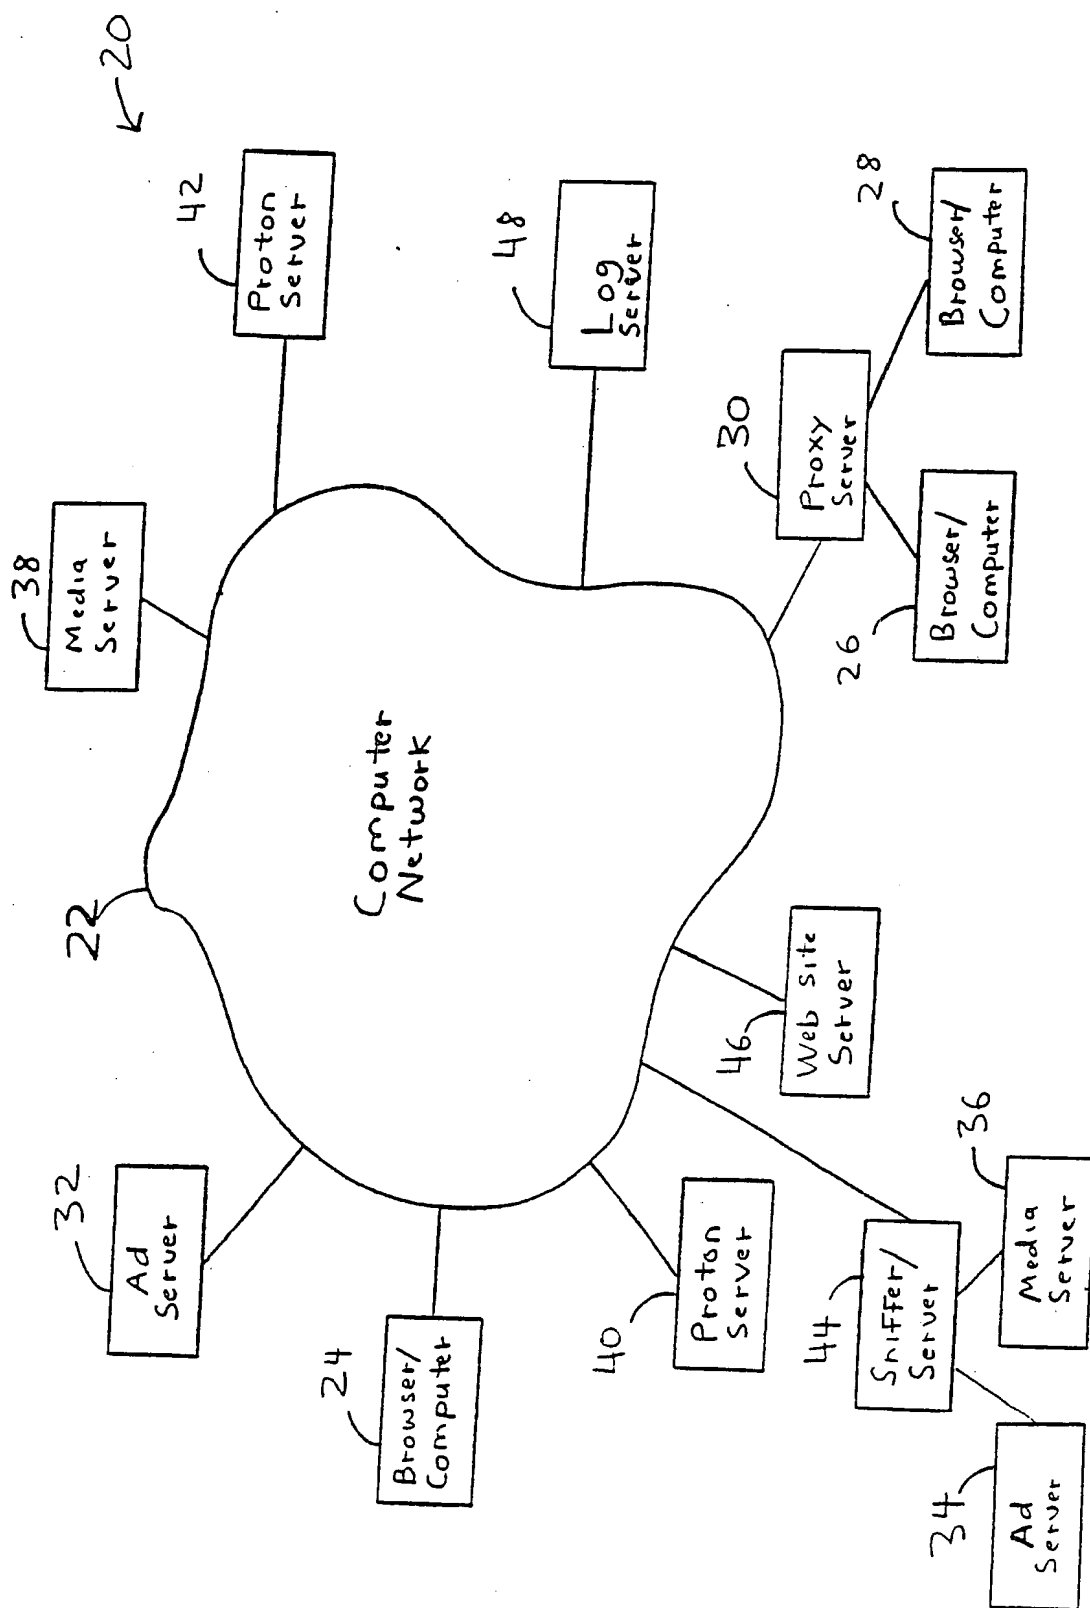 20
22
Computer
Network
38
Media
Server
42
Proton
Server
48
Log
Server
32
Ad
Server
24
Browser/
Computer
40
Proton
Server
46
Web site
Server
30
Proxy
Server
26
Browser/
Computer
28
Browser/
Computer
44
Sniffer/
Server
34
Ad
Server
36
Media
Server